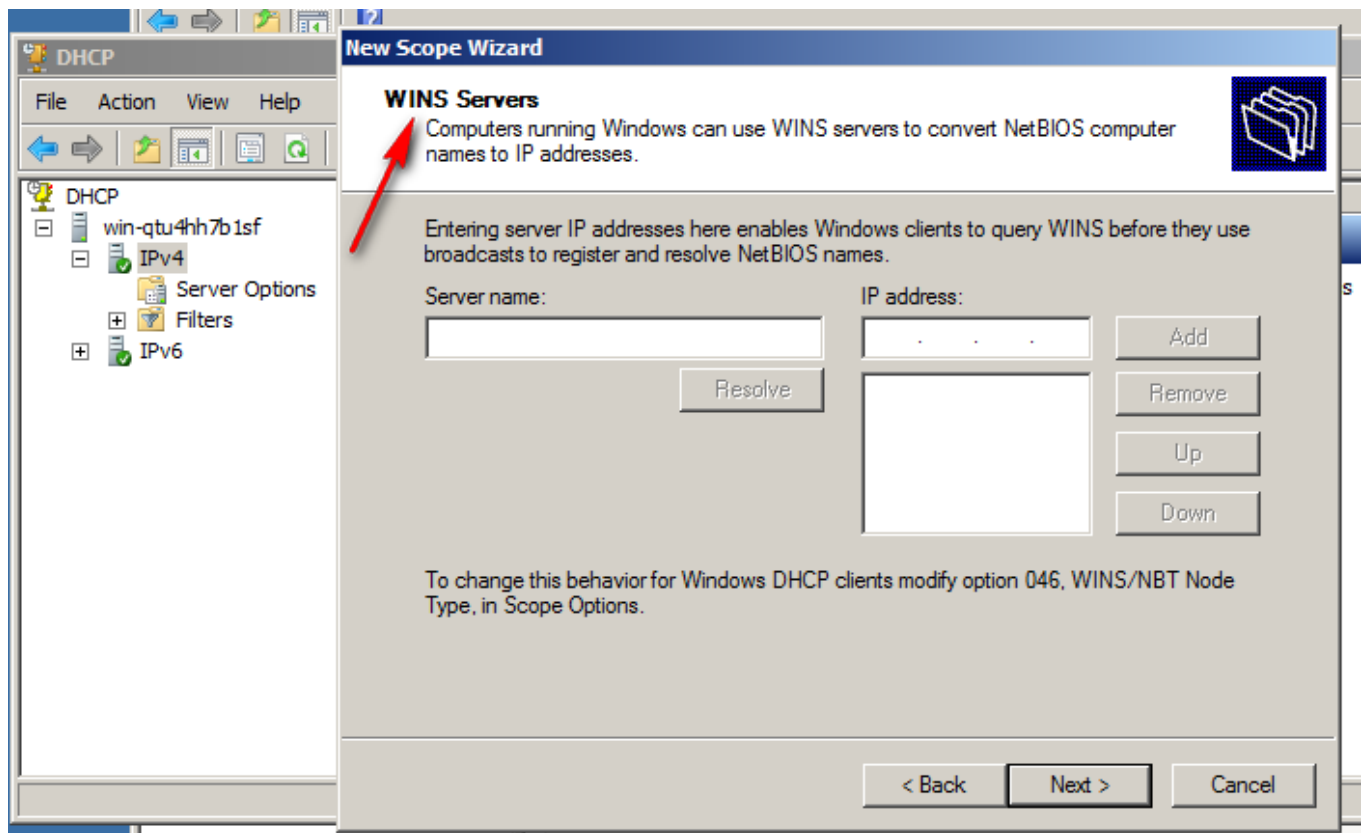 DHCP
File Action View Help
DHCP
win-qtu4hh7b1sf
IPv4
Server Options
Filters
IPv6
New Scope Wizard
WINS Servers
Computers running Windows can use WINS servers to convert NetBIOS computer
names to IP addresses.
Entering server IP addresses here enables Windows clients to query WINS before they use
broadcasts to register and resolve NetBIOS names.
Server name: IP address:
. . . Add
Resolve Remove
Up
Down
To change this behavior for Windows DHCP clients modify option 046, WINS/NBT Node
Type, in Scope Options.
< Back Next > Cancel
s